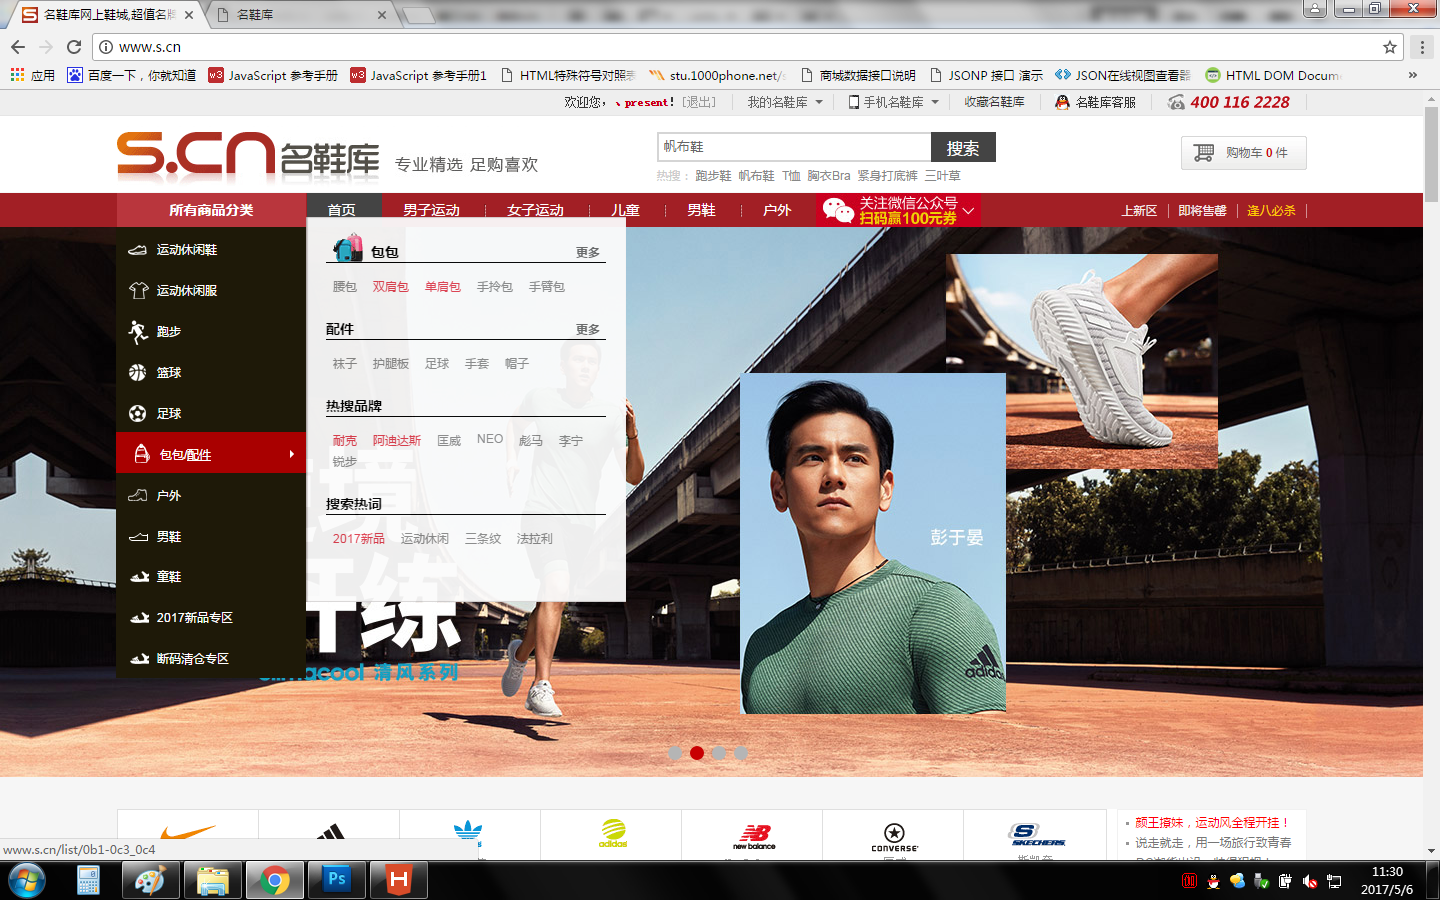 名鞋库网上鞋城,超值名牌
名鞋库
www.s.cn
应用
百度一下，你就知道
JavaScript 参考手册
JavaScript 参考手册1
HTML特殊符号对照表
stu.1000phone.net/s
商城数据接口说明
JSONP 接口 演示
JSON在线视图查看器
HTML DOM Docum
»
欢迎您，
present! [退出]
我的名鞋库
手机名鞋库
收藏名鞋库
名鞋库客服
400 116 2228
s.cn 名鞋库
专业精选 足购喜欢
帆布鞋
搜索
购物车 0 件
热搜： 跑步鞋 帆布鞋 T恤 胸衣Bra 紧身打底裤 三叶草
所有商品分类
首页
男子运动
女子运动
儿童
男鞋
户外
关注微信公众号
扫码赢100元券
上新区
即将售罄
逢八必杀
运动休闲鞋
运动休闲服
跑步
篮球
足球
包包/配件
户外
男鞋
童鞋
2017新品专区
断码清仓专区
包包 更多
腰包 双肩包 单肩包 手拎包 手臂包
配件 更多
袜子 护腿板 足球 手套 帽子
热搜品牌
耐克 阿迪达斯 匡威 NEO 彪马 李宁
锐步
搜索热词
2017新品 运动休闲 三条纹 法拉利
练
climacool 清风系列
彭于晏
adidas
adidas
new balance
CONVERSE
SKECHERS
颜王撩妹，运动风全程开挂！
说走就走，用一场旅行致青春
www.s.cn/list/0b1-0c3_0c4
Ps
H
11:30
2017/5/6